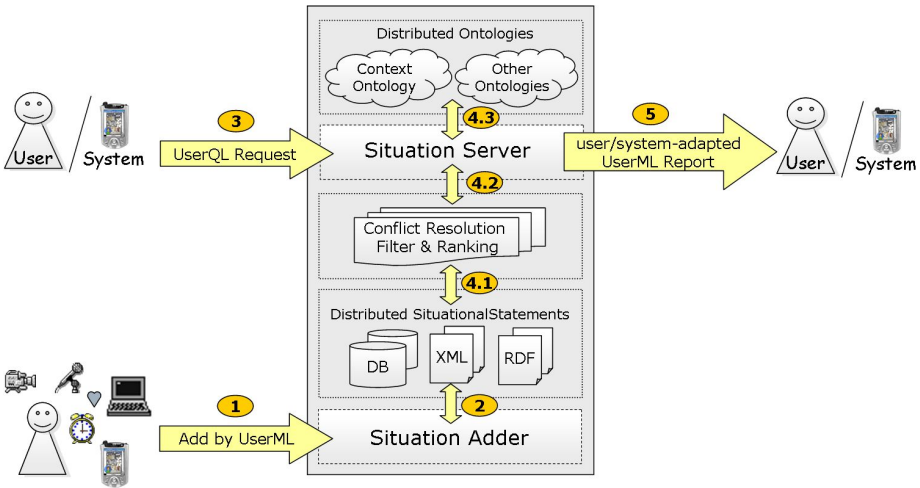 Distributed Ontologies
Context
Ontology
Other
Ontologies
4.3
3
UserQL Request
User
System
Situation Server
5
user/system-adapted
UserML Report
User
System
4.2
Conflict Resolution
Filter & Ranking
4.1
Distributed SituationalStatements
DB
XML
RDF
2
1
Add by UserML
Situation Adder